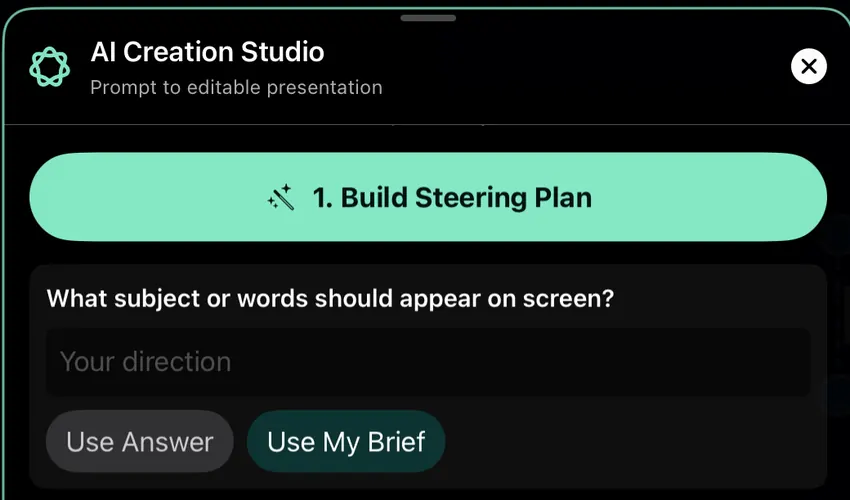 AI Creation Studio
Prompt to editable presentation
1. Build Steering Plan
What subject or words should appear on screen?
Your direction
Use Answer
Use My Brief